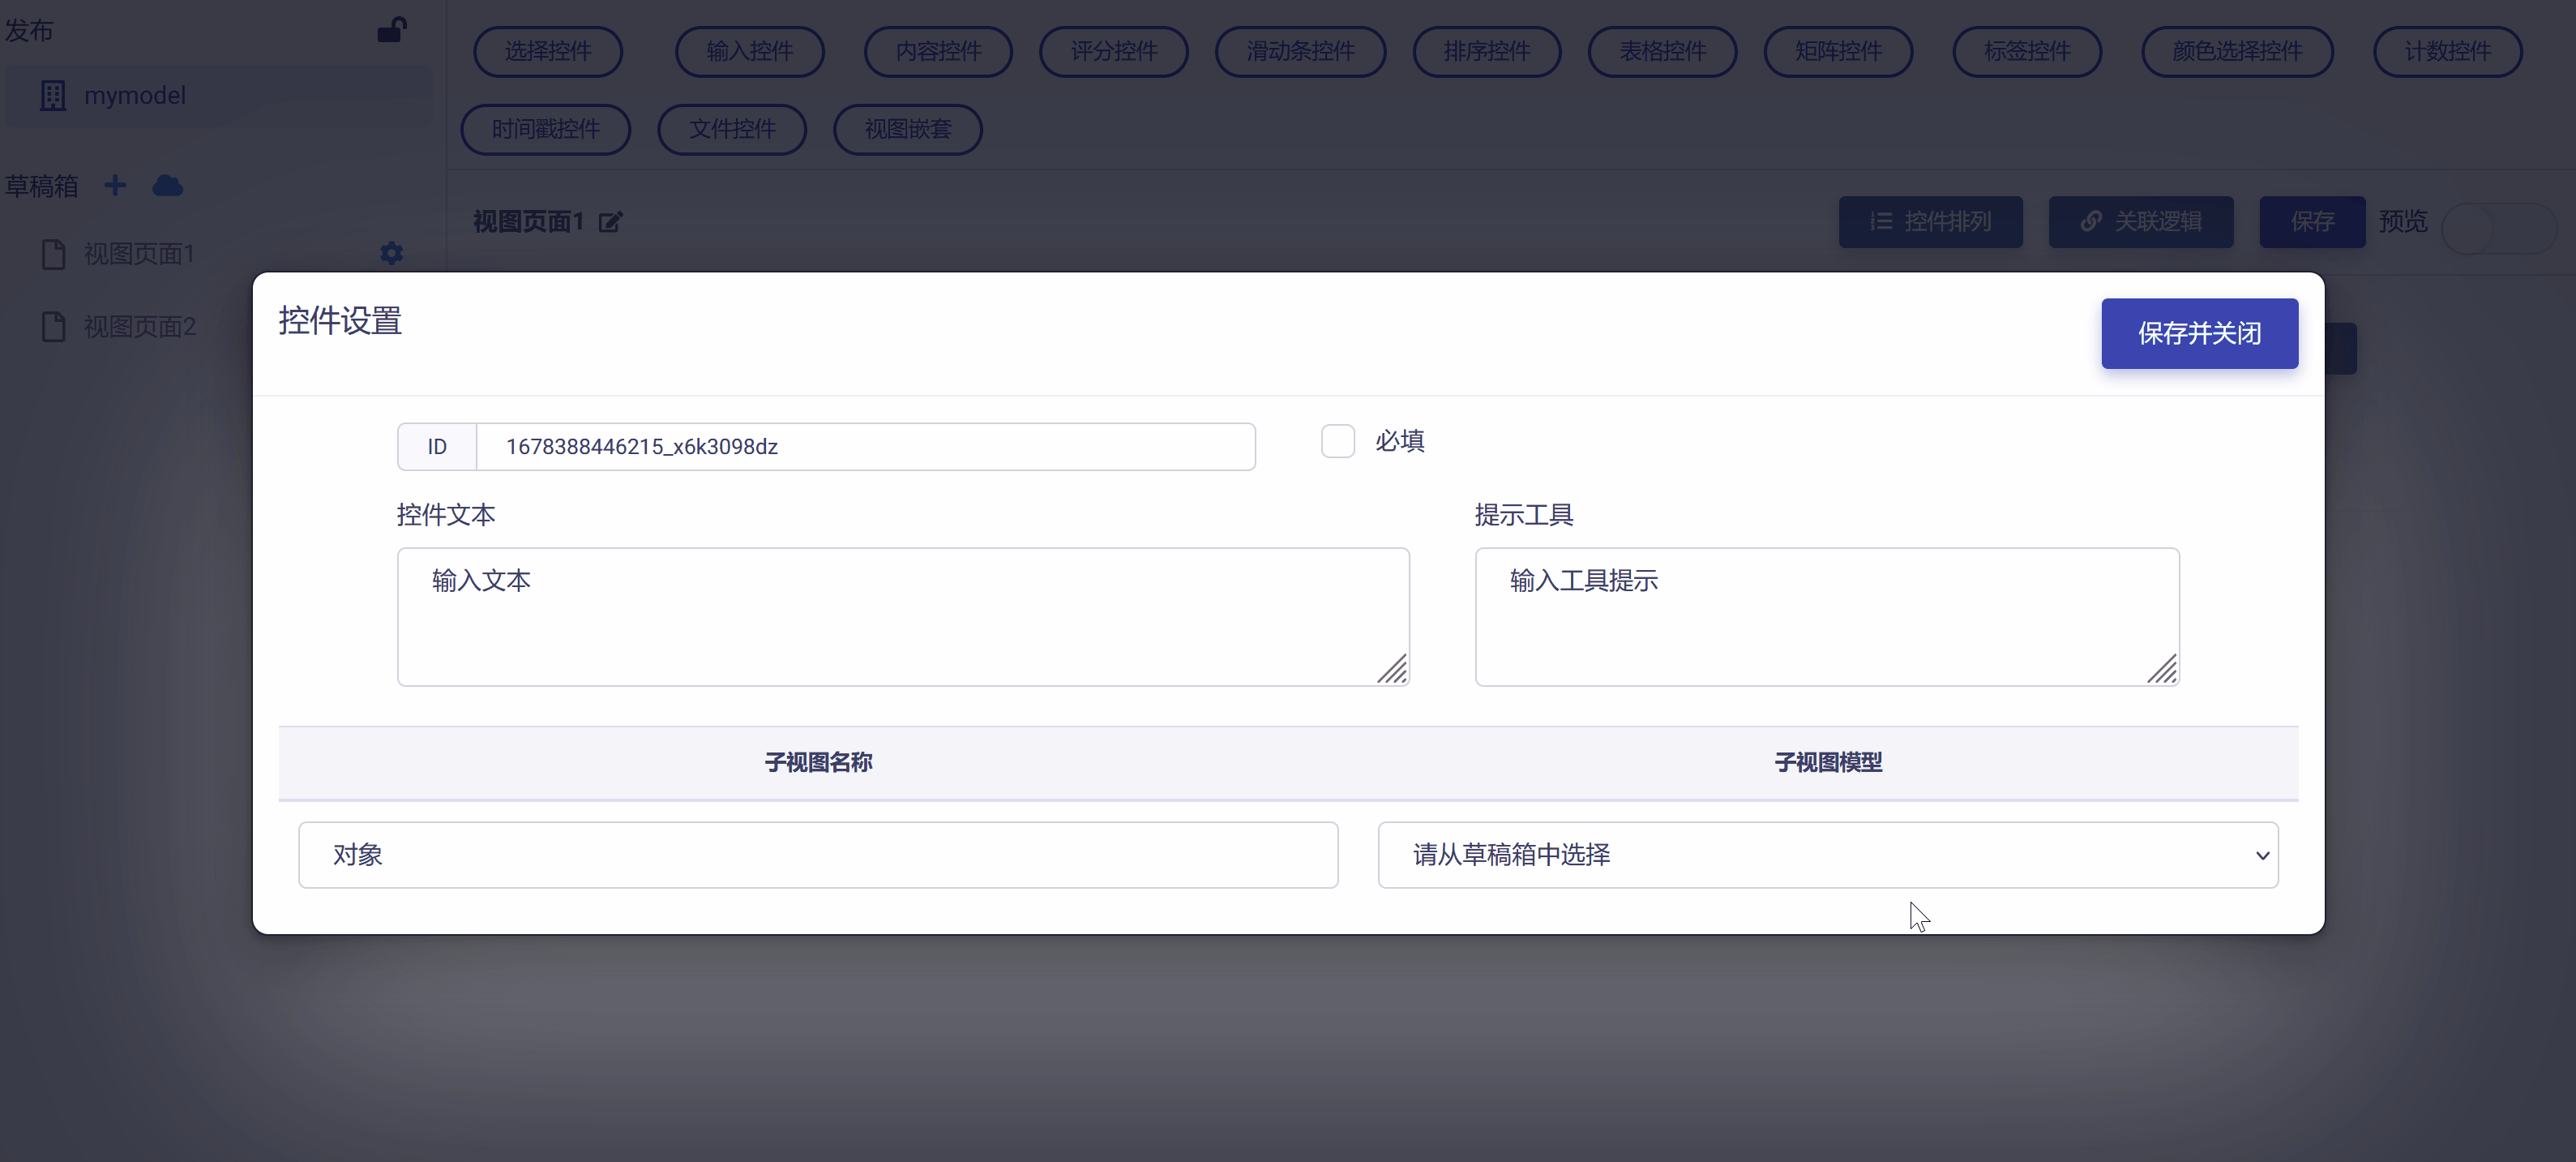 发布
mymodel
草稿箱
视图页面1
视图页面2
选择控件 输入控件 内容控件 评分控件 滑动条控件 排序控件 表格控件 矩阵控件 标签控件 颜色选择控件 计数控件
时间戳控件 文件控件 视图嵌套
视图页面1 控件排列 关联逻辑 保存 预览
控件设置 保存并关闭
ID 1678388446215_x6k3098dz 必填
控件文本 提示工具
输入文本 输入工具提示
子视图名称 子视图模型
对象 请从草稿箱中选择